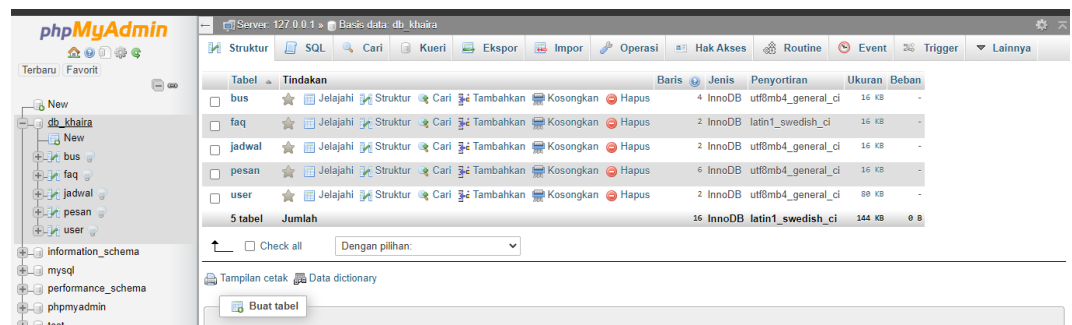 phpMyAdmin
Terbaru Favorit
New
db_khaira
New
bus
faq
jadwal
pesan
user
information_schema
mysql
performance_schema
phpmyadmin
test
Server: 127.0.0.1 » Basis data: db_khaira
Struktur SQL Cari Kueri Ekspor Impor Operasi Hak Akses Routine Event Trigger Lainnya
Tabel Tindakan Baris Jenis Penyortiran Ukuran Beban
bus Jelajahi Struktur Cari Tambahkan Kosongkan Hapus 4 InnoDB utf8mb4_general_ci 16 KB -
faq Jelajahi Struktur Cari Tambahkan Kosongkan Hapus 2 InnoDB latin1_swedish_ci 16 KB -
jadwal Jelajahi Struktur Cari Tambahkan Kosongkan Hapus 2 InnoDB utf8mb4_general_ci 16 KB -
pesan Jelajahi Struktur Cari Tambahkan Kosongkan Hapus 6 InnoDB utf8mb4_general_ci 16 KB -
user Jelajahi Struktur Cari Tambahkan Kosongkan Hapus 2 InnoDB utf8mb4_general_ci 80 KB -
5 tabel Jumlah 16 InnoDB latin1_swedish_ci 144 KB 0 B
Check all Dengan pilihan:
Tampilan cetak Data dictionary
Buat tabel